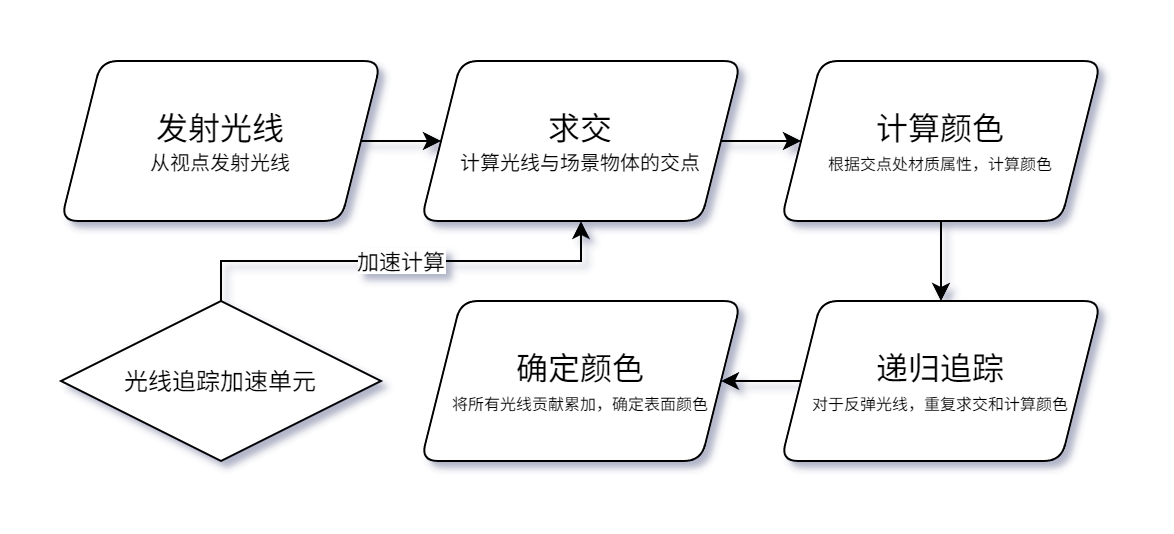 发射光线
从视点发射光线
求交
计算光线与场景物体的交点
计算颜色
根据交点处材质属性，计算颜色
加速计算
光线追踪加速单元
确定颜色
将所有光线贡献累加，确定表面颜色
递归追踪
对于反弹光线，重复求交和计算颜色